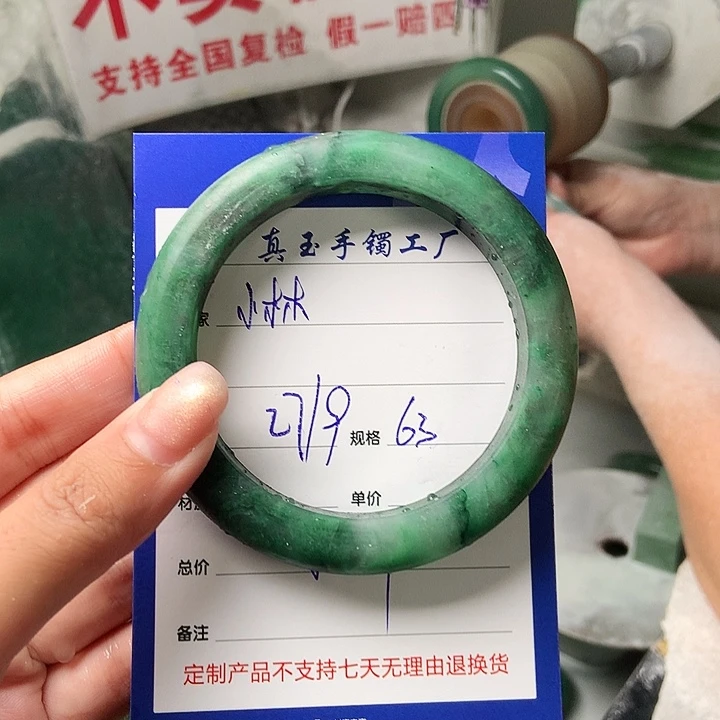 支持全国复检 假一赔四
真玉手镯工厂
家 小林
27/9 规格 63
单价
总价
备注
定制产品不支持七天无理由退换货